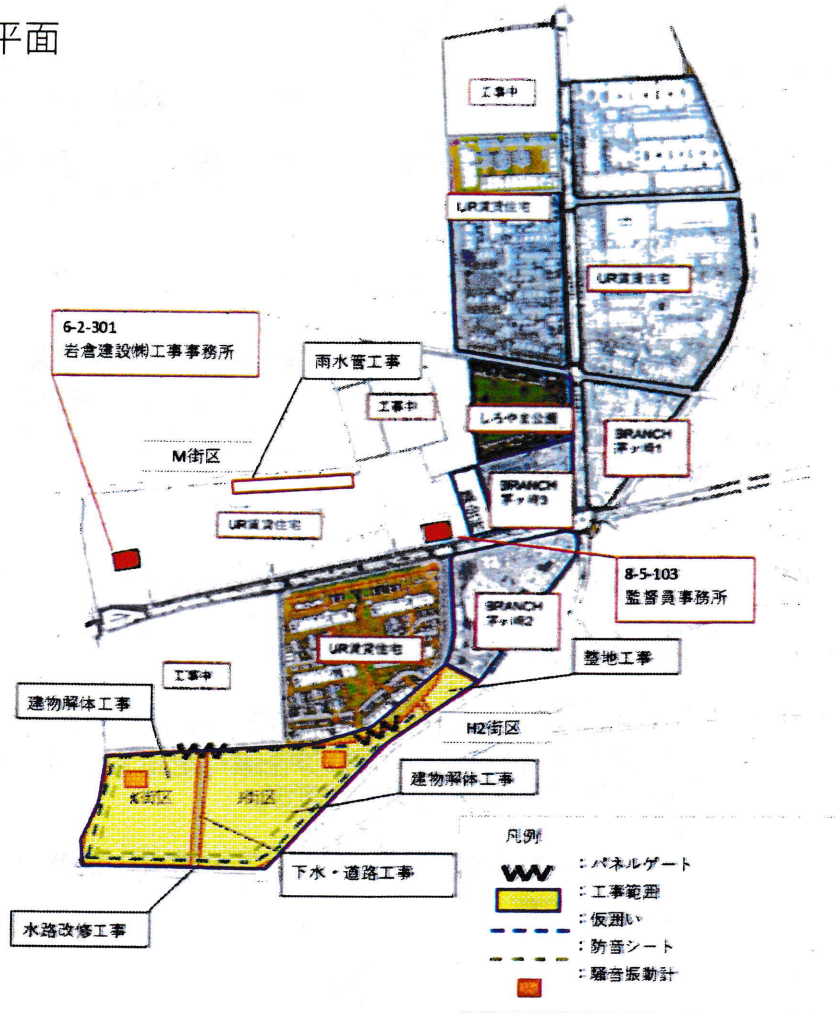 平面
工事中
UR賃貸住宅
UR賃貸住宅
6-2-301
岩倉建設㈱工事事務所
雨水管工事
工事中
しろやま公園
BRANCH
茅ヶ崎1
M街区
BRANCH
茅ヶ崎3
UR賃貸住宅
8-5-103
監督員事務所
BRANCH
茅ヶ崎2
UR賃貸住宅
整地工事
工事中
建物解体工事
H2街区
建物解体工事
K街区
J街区
凡例
：パネルゲート
：工事範囲
：仮囲い
：防音シート
：騒音振動計
下水・道路工事
水路改修工事